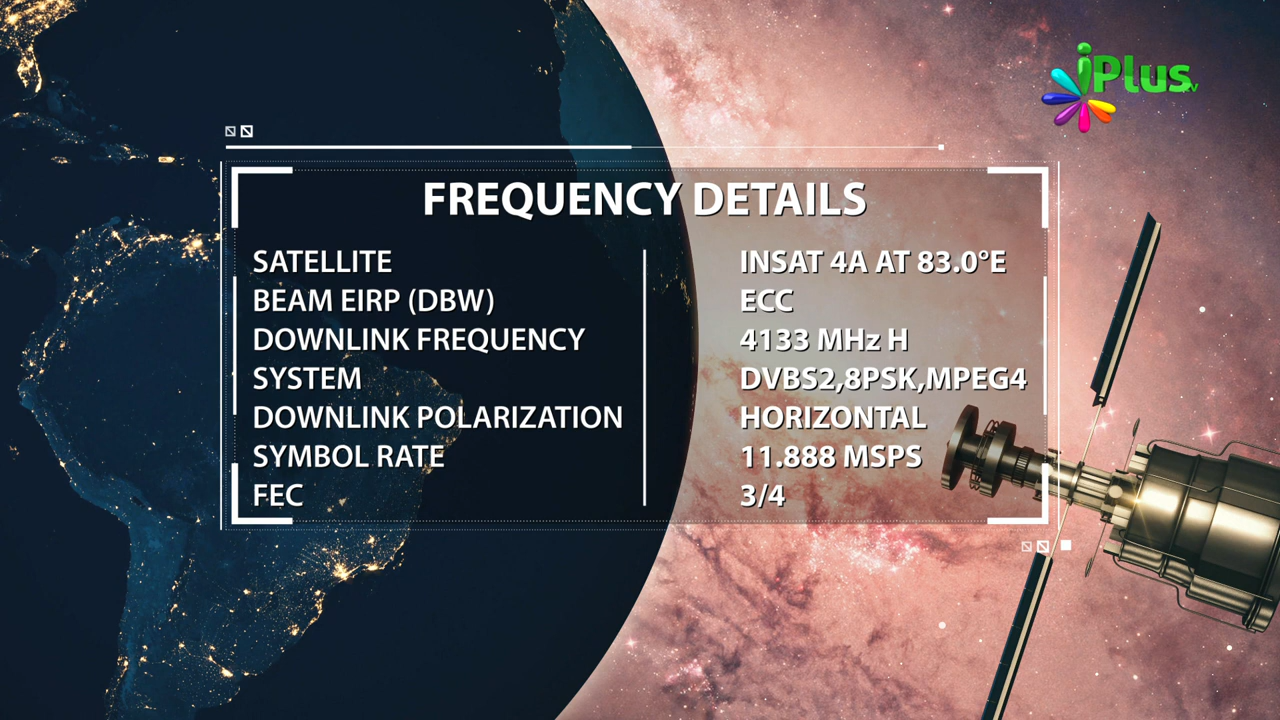 iPlus TV
FREQUENCY DETAILS
SATELLITE INSAT 4A AT 83.0°E
BEAM EIRP (DBW) ECC
DOWNLINK FREQUENCY 4133 MHz H
SYSTEM DVBS2,8PSK,MPEG4
DOWNLINK POLARIZATION HORIZONTAL
SYMBOL RATE 11.888 MSPS
FEC 3/4